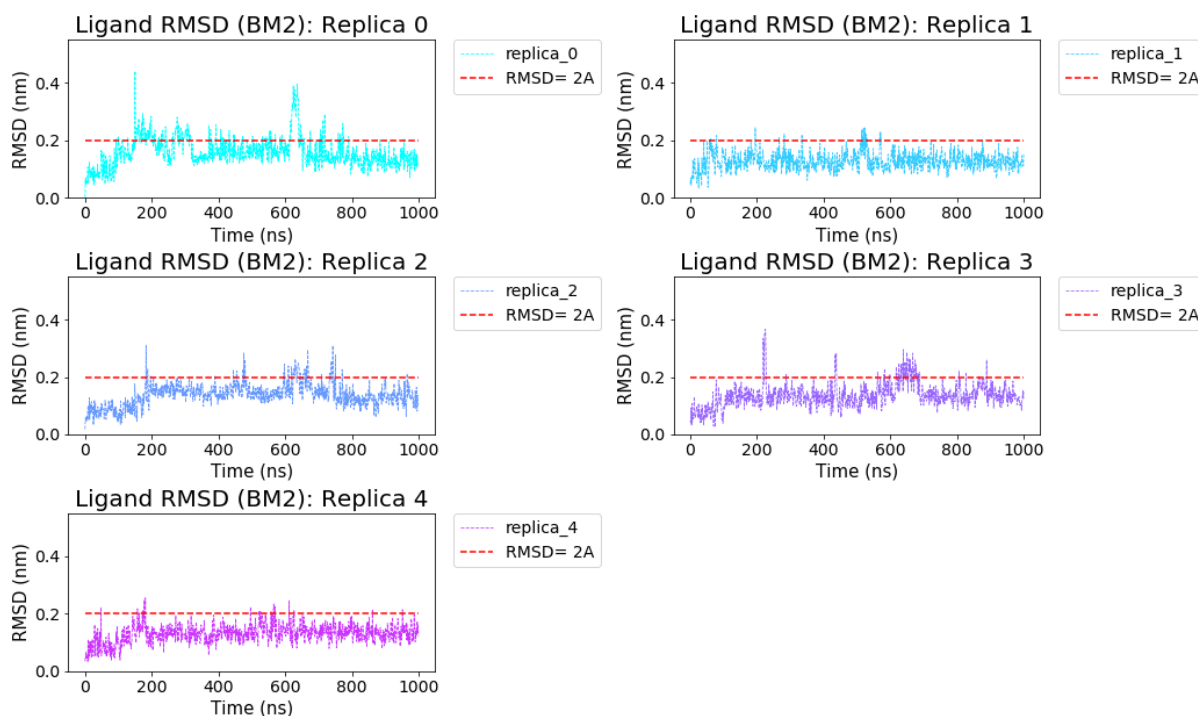 Ligand RMSD (BM2): Replica 0
RMSD (nm)
0.4
0.2
0.0
0 200 400 600 800 1000
Time (ns)
replica_0
RMSD= 2A
Ligand RMSD (BM2): Replica 1
RMSD (nm)
0.4
0.2
0.0
0 200 400 600 800 1000
Time (ns)
replica_1
RMSD= 2A
Ligand RMSD (BM2): Replica 2
RMSD (nm)
0.4
0.2
0.0
0 200 400 600 800 1000
Time (ns)
replica_2
RMSD= 2A
Ligand RMSD (BM2): Replica 3
RMSD (nm)
0.4
0.2
0.0
0 200 400 600 800 1000
Time (ns)
replica_3
RMSD= 2A
Ligand RMSD (BM2): Replica 4
RMSD (nm)
0.4
0.2
0.0
0 200 400 600 800 1000
Time (ns)
replica_4
RMSD= 2A